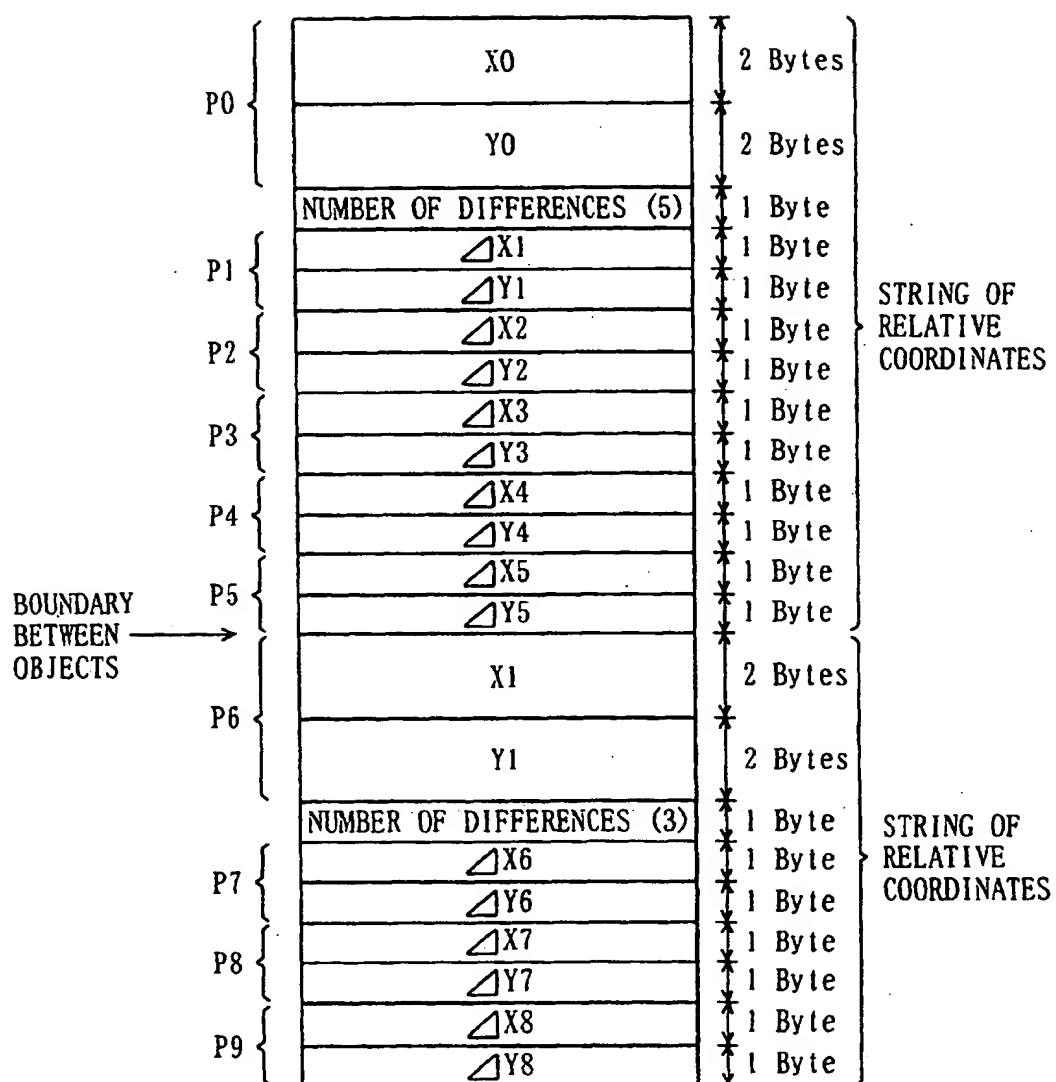 X0
2 Bytes
P0
Y0
2 Bytes
NUMBER OF DIFFERENCES (5)
1 Byte
P1
⊿X1
1 Byte
⊿Y1
1 Byte
P2
⊿X2
1 Byte
⊿Y2
1 Byte
P3
⊿X3
1 Byte
⊿Y3
1 Byte
P4
⊿X4
1 Byte
⊿Y4
1 Byte
P5
⊿X5
1 Byte
⊿Y5
1 Byte
STRING OF
RELATIVE
COORDINATES
BOUNDARY
BETWEEN
OBJECTS
P6
X1
2 Bytes
Y1
2 Bytes
NUMBER OF DIFFERENCES (3)
1 Byte
P7
⊿X6
1 Byte
⊿Y6
1 Byte
P8
⊿X7
1 Byte
⊿Y7
1 Byte
P9
⊿X8
1 Byte
⊿Y8
1 Byte
STRING OF
RELATIVE
COORDINATES